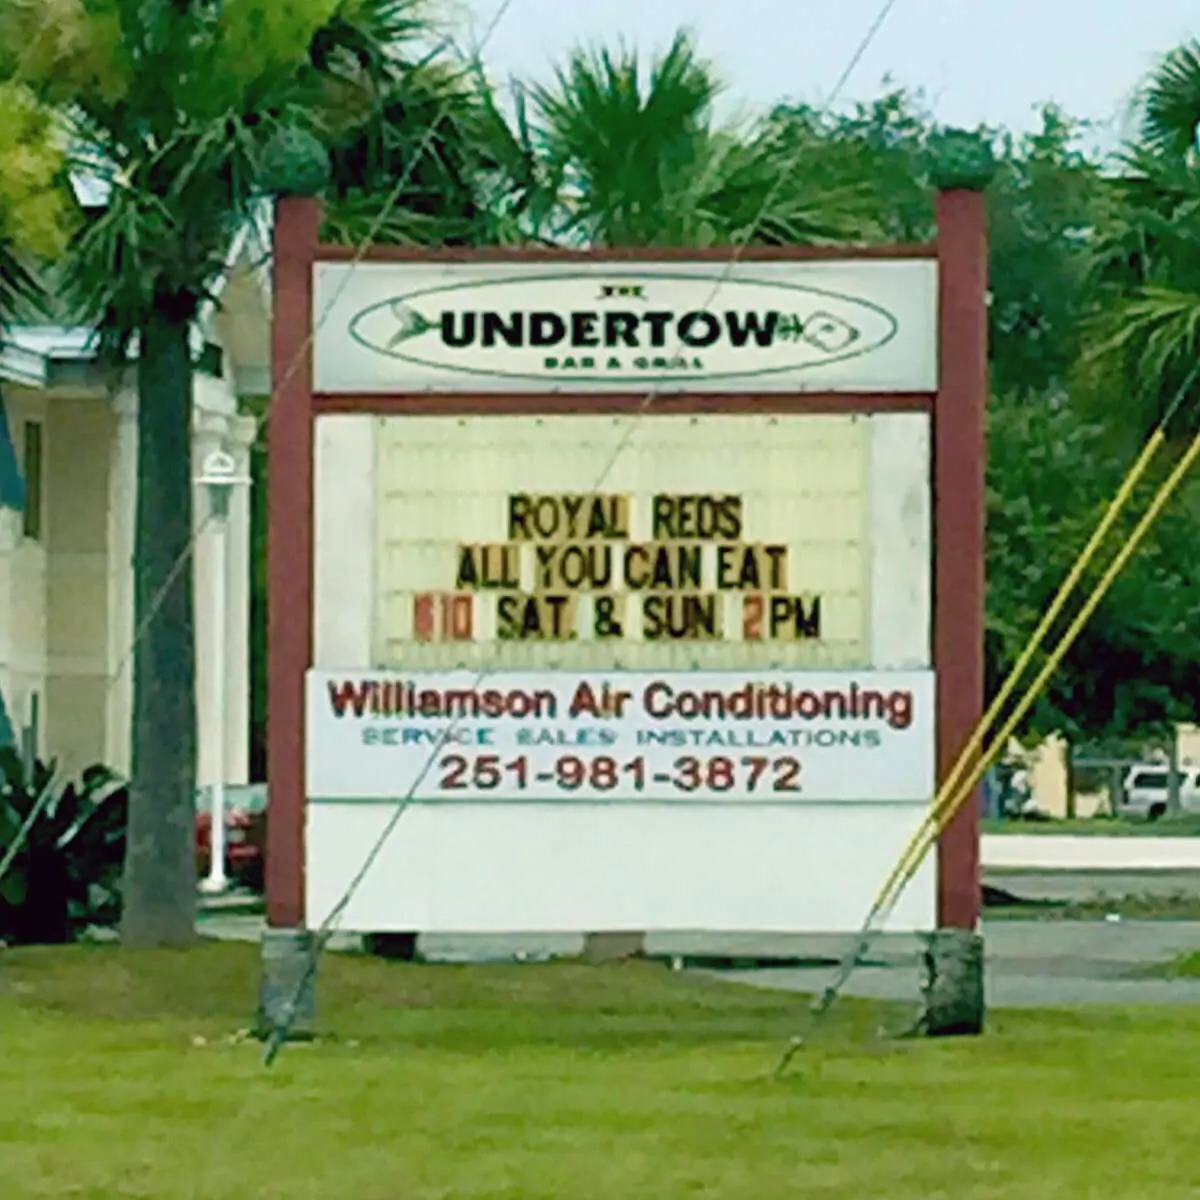 THE
UNDERTOW
BAR & GRILL
ROYAL REDS
ALL YOU CAN EAT
$10 SAT. & SUN. 2PM
Williamson Air Conditioning
SERVICE SALES INSTALLATIONS
251-981-3872